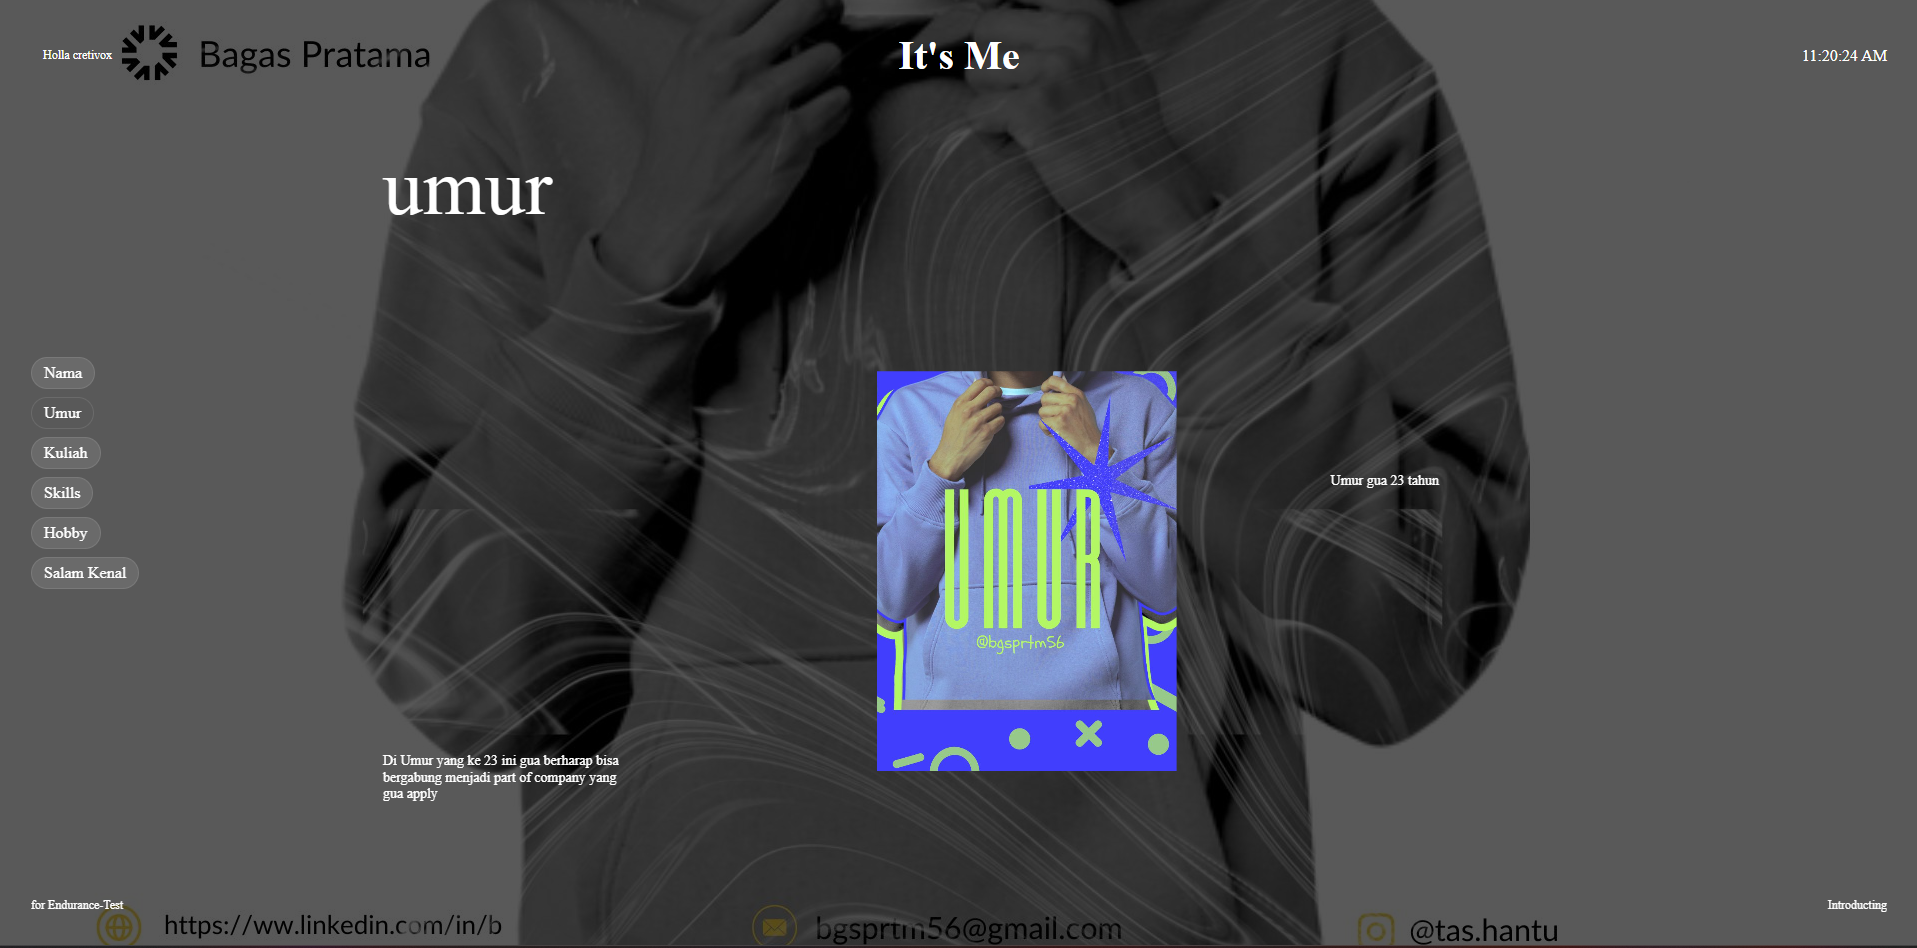 Holla cretivox
Bagas Pratama
It's Me
11:20:24 AM
umur
Nama
Umur
Kuliah
Skills
Hobby
Salam Kenal
UMUR
@bgsprtm56
Umur gua 23 tahun
Di Umur yang ke 23 ini gua berharap bisa
bergabung menjadi part of company yang
gua apply
for Endurance-Test
Introducting
https://ww.linkedin.com/in/b
bgsprtm56@gmail.com
@tas.hantu